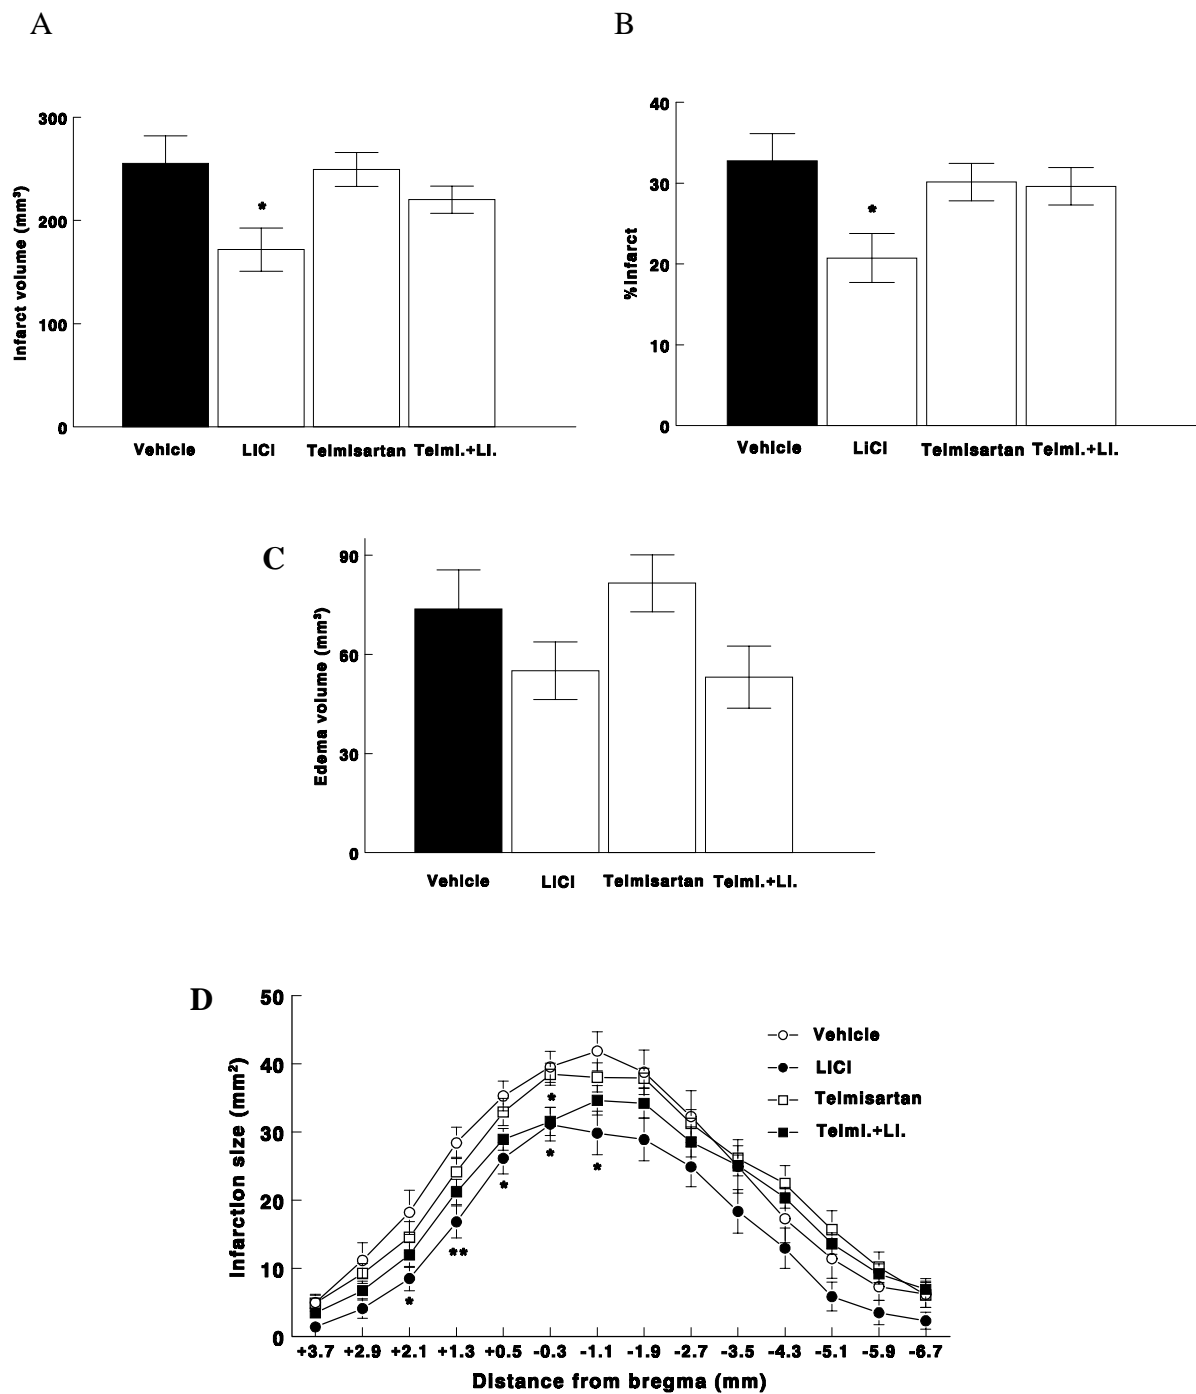 A
B
300
200
100
0
Infarct volume (mm³)
*
Vehicle LiCl Telmisartan Telmi.+Li.
40
30
20
10
0
%Infarct
*
Vehicle LiCl Telmisartan Telmi.+Li.
C
90
60
30
0
Edema volume (mm³)
Vehicle LiCl Telmisartan Telmi.+Li.
D
50
40
30
20
10
0
Infarction size (mm²)
Vehicle
LiCl
Telmisartan
Telmi.+Li.
*
*
*
*
**
*
+3.7 +2.9 +2.1 +1.3 +0.5 -0.3 -1.1 -1.9 -2.7 -3.5 -4.3 -5.1 -5.9 -6.7
Distance from bregma (mm)